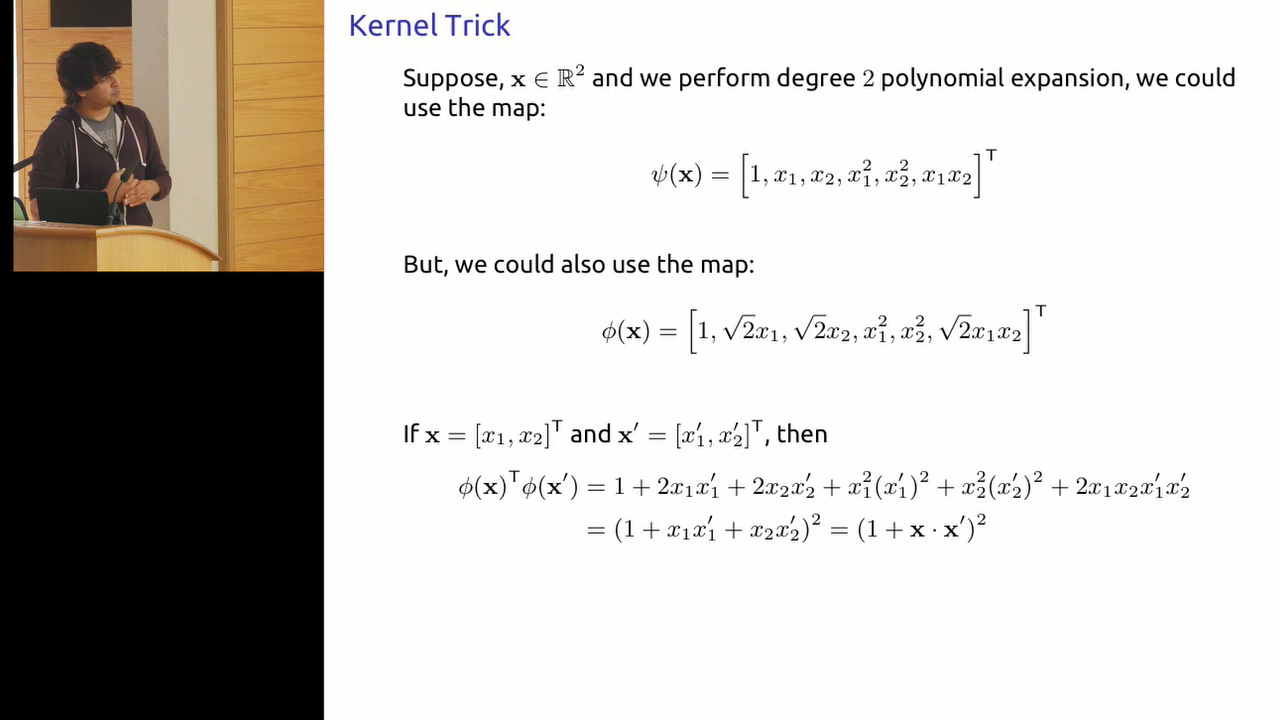 Kernel Trick
Suppose, x ∈ ℝ² and we perform degree 2 polynomial expansion, we could
use the map:
ψ(x) = [1, x₁, x₂, x₁², x₂², x₁x₂]ᵀ
But, we could also use the map:
ϕ(x) = [1, √2x₁, √2x₂, x₁², x₂², √2x₁x₂]ᵀ
If x = [x₁, x₂]ᵀ and x′ = [x′₁, x′₂]ᵀ, then
ϕ(x)ᵀϕ(x′) = 1 + 2x₁x′₁ + 2x₂x′₂ + x₁²(x′₁)² + x₂²(x′₂)² + 2x₁x₂x′₁x′₂
= (1 + x₁x′₁ + x₂x′₂)² = (1 + x · x′)²